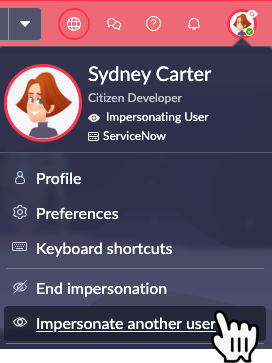 Sydney Carter
Citizen Developer
Impersonating User
ServiceNow
Profile
Preferences
Keyboard shortcuts
End impersonation
Impersonate another user